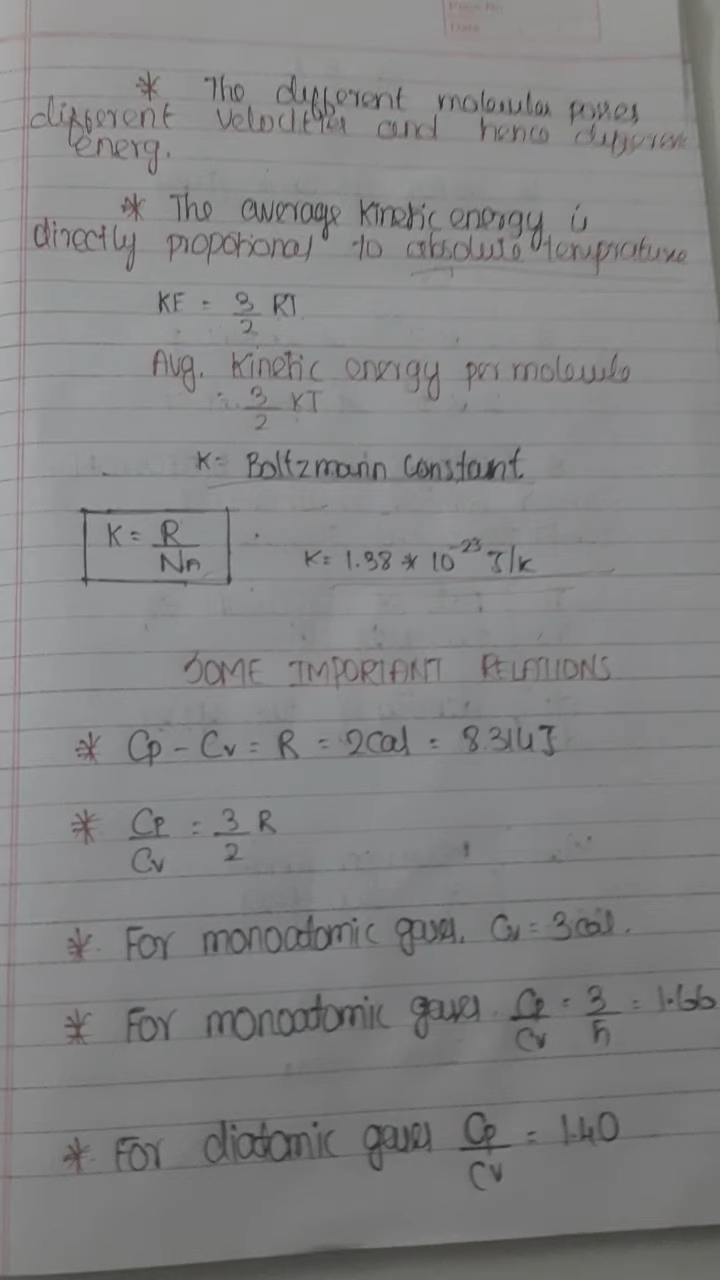 * The different molecular posses
different velocities and hence different
energ.
* The average kinetic energy is
directly propotional to absolute temprature
KE = 3/2 RT
Avg. kinetic energy per molecule
= 3/2 KT
K = Boltzmann constant
K = R/NA
K = 1.38 * 10^-23 J/K
SOME IMPORTANT RELATIONS
* Cp - Cv = R = 2Cal = 8.314J
* Cp/Cv = 3/2 R
* For monoatomic gases. Cv = 3cal.
* For monoatomic gases. Cp/Cv = 3/5 = 1.66
* For diatomic gases Cp/Cv = 1.40